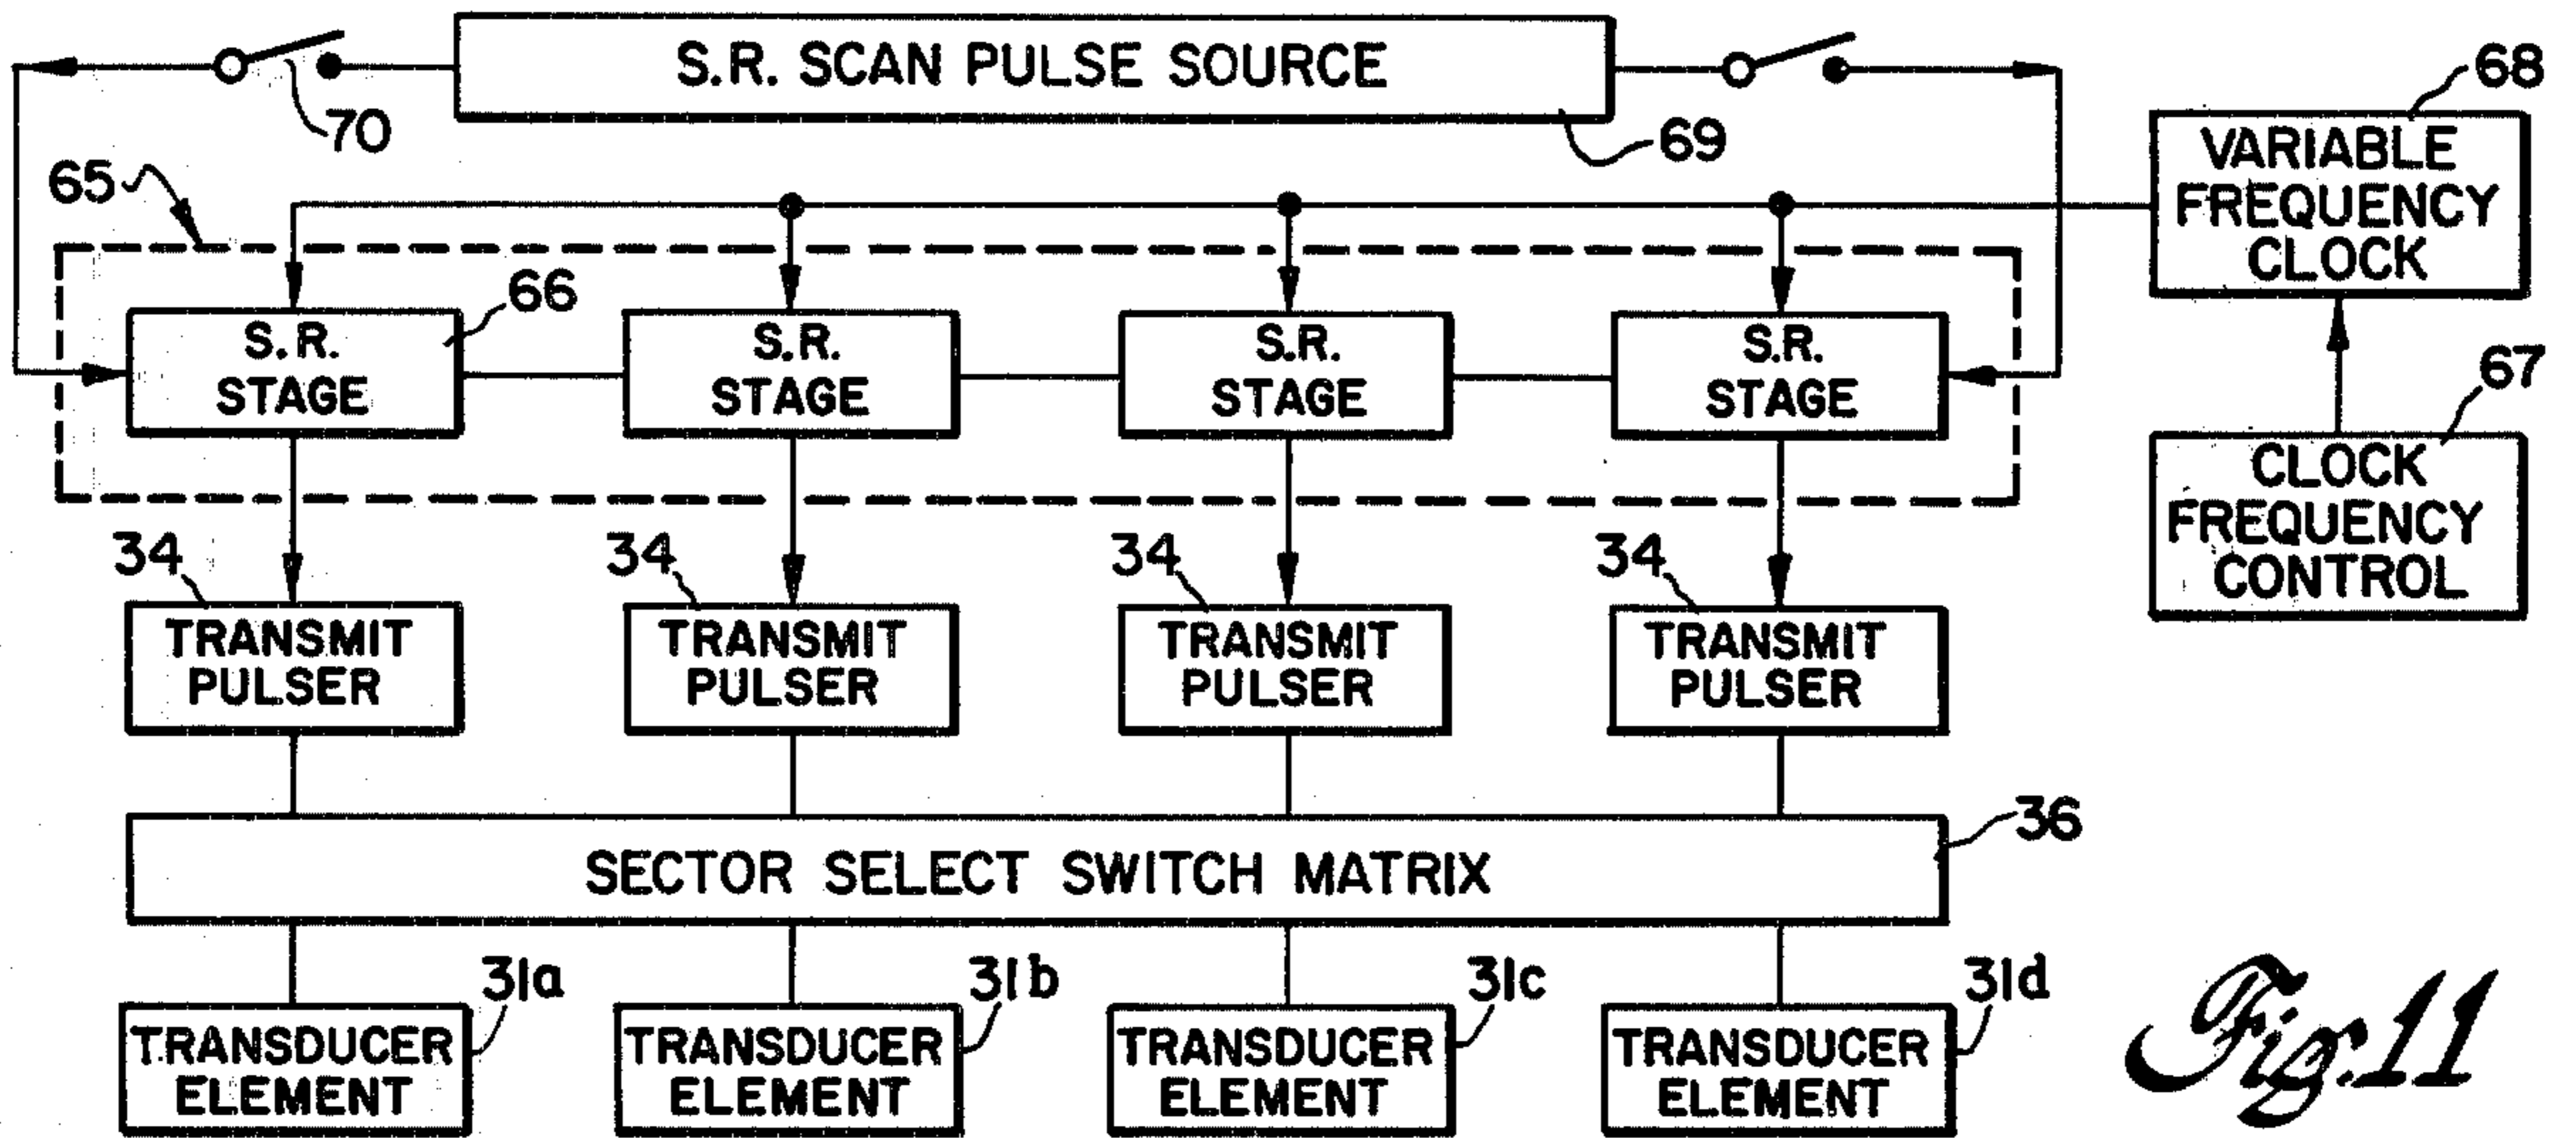 S.R. SCAN PULSE SOURCE
70
69
68
VARIABLE
FREQUENCY
CLOCK
65
66
S.R.
STAGE
S.R.
STAGE
S.R.
STAGE
S.R.
STAGE
67
CLOCK
FREQUENCY
CONTROL
34
TRANSMIT
PULSER
34
TRANSMIT
PULSER
34
TRANSMIT
PULSER
34
TRANSMIT
PULSER
36
SECTOR SELECT SWITCH MATRIX
31a
TRANSDUCER
ELEMENT
31b
TRANSDUCER
ELEMENT
31c
TRANSDUCER
ELEMENT
31d
TRANSDUCER
ELEMENT
Fig. 11